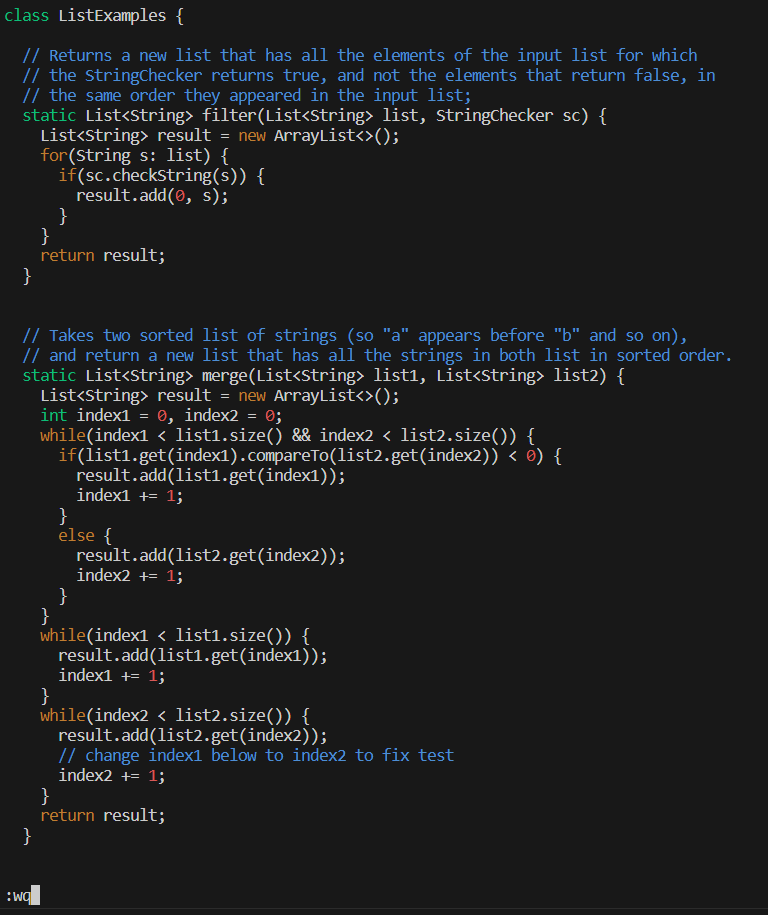 class ListExamples {
  // Returns a new list that has all the elements of the input list for which
  // the StringChecker returns true, and not the elements that return false, in
  // the same order they appeared in the input list;
  static List<String> filter(List<String> list, StringChecker sc) {
    List<String> result = new ArrayList<>();
    for(String s: list) {
      if(sc.checkString(s)) {
        result.add(0, s);
      }
    }
    return result;
  }
  // Takes two sorted list of strings (so "a" appears before "b" and so on),
  // and return a new list that has all the strings in both list in sorted order.
  static List<String> merge(List<String> list1, List<String> list2) {
    List<String> result = new ArrayList<>();
    int index1 = 0, index2 = 0;
    while(index1 < list1.size() && index2 < list2.size()) {
      if(list1.get(index1).compareTo(list2.get(index2)) < 0) {
        result.add(list1.get(index1));
        index1 += 1;
      }
      else {
        result.add(list2.get(index2));
        index2 += 1;
      }
    }
    while(index1 < list1.size()) {
      result.add(list1.get(index1));
      index1 += 1;
    }
    while(index2 < list2.size()) {
      result.add(list2.get(index2));
      // change index1 below to index2 to fix test
      index2 += 1;
    }
    return result;
  }
:wq